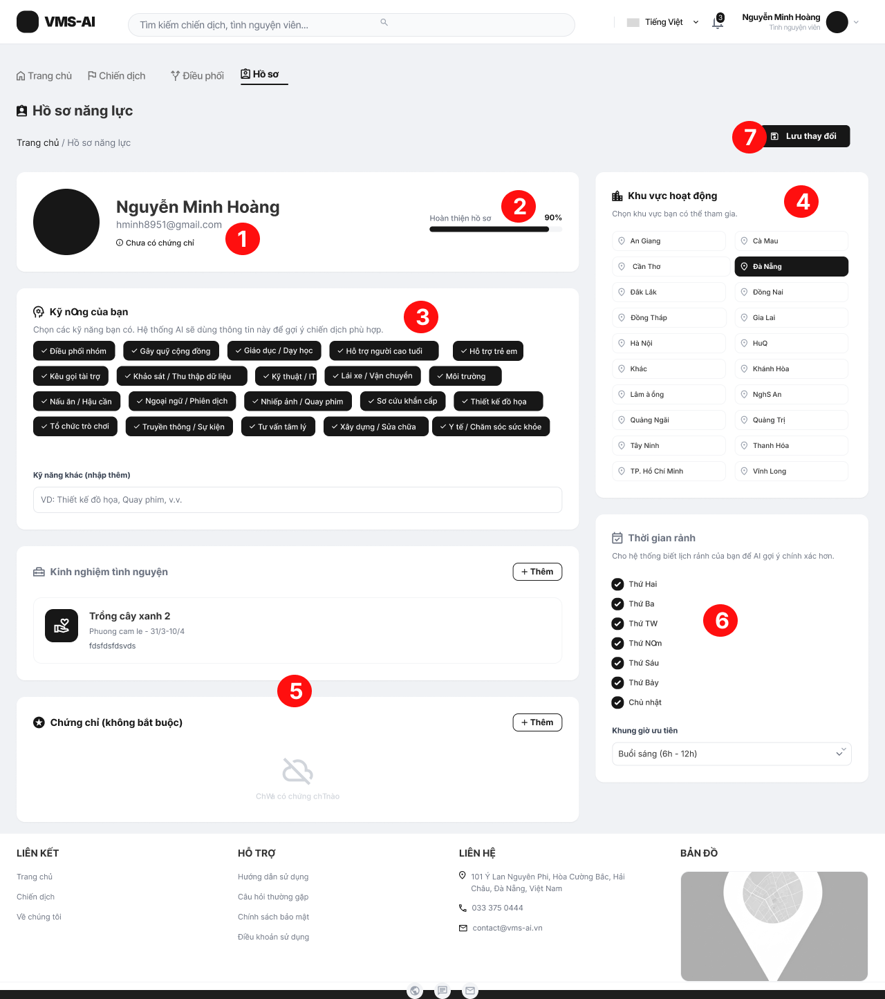 VMS-AI
Tìm kiếm chiến dịch, tình nguyện viên...
Tiếng Việt
3
Nguyễn Minh Hoàng
Tình nguyện viên
Trang chủ
Chiến dịch
Điều phối
Hồ sơ
Hồ sơ năng lực
Trang chủ / Hồ sơ năng lực
7
Lưu thay đổi
Nguyễn Minh Hoàng
hminh8951@gmail.com
Chưa có chứng chỉ
1
Hoàn thiện hồ sơ
2
90%
Kỹ nOng của bạn
3
Chọn các kỹ năng bạn có. Hệ thống AI sẽ dùng thông tin này để gợi ý chiến dịch phù hợp.
Điều phối nhóm
Gây quỹ cộng đồng
Giáo dục / Dạy học
Hỗ trợ người cao tuổi
Hỗ trợ trẻ em
Kêu gọi tài trợ
Khảo sát / Thu thập dữ liệu
Kỹ thuật / IT
Lái xe / Vận chuyển
Môi trường
Nấu ăn / Hậu cần
Ngoại ngữ / Phiên dịch
Nhiếp ảnh / Quay phim
Sơ cứu khẩn cấp
Thiết kế đồ họa
Tổ chức trò chơi
Truyền thông / Sự kiện
Tư vấn tâm lý
Xây dựng / Sửa chữa
Y tế / Chăm sóc sức khỏe
Kỹ năng khác (nhập thêm)
VD: Thiết kế đồ họa, Quay phim, v.v.
Kinh nghiệm tình nguyện
+ Thêm
Trồng cây xanh 2
Phuong cam le - 31/3-10/4
fdsfdsfdsvds
5
Chứng chỉ (không bắt buộc)
+ Thêm
Khu vực hoạt động
4
Chọn khu vực bạn có thể tham gia.
An Giang
Cà Mau
Cần Thơ
Đà Nẵng
Đắk Lắk
Đồng Nai
Đồng Tháp
Gia Lai
Hà Nội
HuQ
Khác
Khánh Hòa
Lâm à ồng
NghS An
Quảng Ngãi
Quảng Trị
Tây Ninh
Thanh Hóa
TP. Hồ Chí Minh
Vĩnh Long
Thời gian rảnh
Cho hệ thống biết lịch rảnh của bạn để AI gợi ý chính xác hơn.
Thứ Hai
Thứ Ba
Thứ TW
Thứ NOm
Thứ Sáu
Thứ Bảy
Chủ nhật
6
Khung giờ ưu tiên
Buổi sáng (6h - 12h)
LIÊN KẾT
Trang chủ
Chiến dịch
Về chúng tôi
HỖ TRỢ
Hướng dẫn sử dụng
Câu hỏi thường gặp
Chính sách bảo mật
Điều khoản sử dụng
LIÊN HỆ
101 Ỷ Lan Nguyên Phi, Hòa Cường Bắc, Hải
Châu, Đà Nẵng, Việt Nam
033 375 0444
contact@vms-ai.vn
BẢN ĐỒ